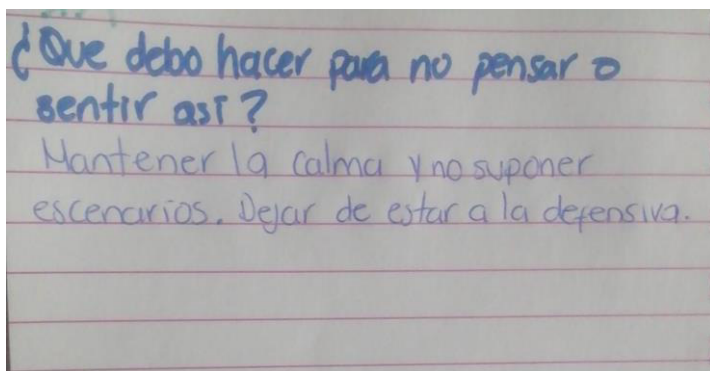 ¿Que debo hacer para no pensar o
sentir así?
Mantener la calma y no suponer
escenarios. Dejar de estar a la defensiva.